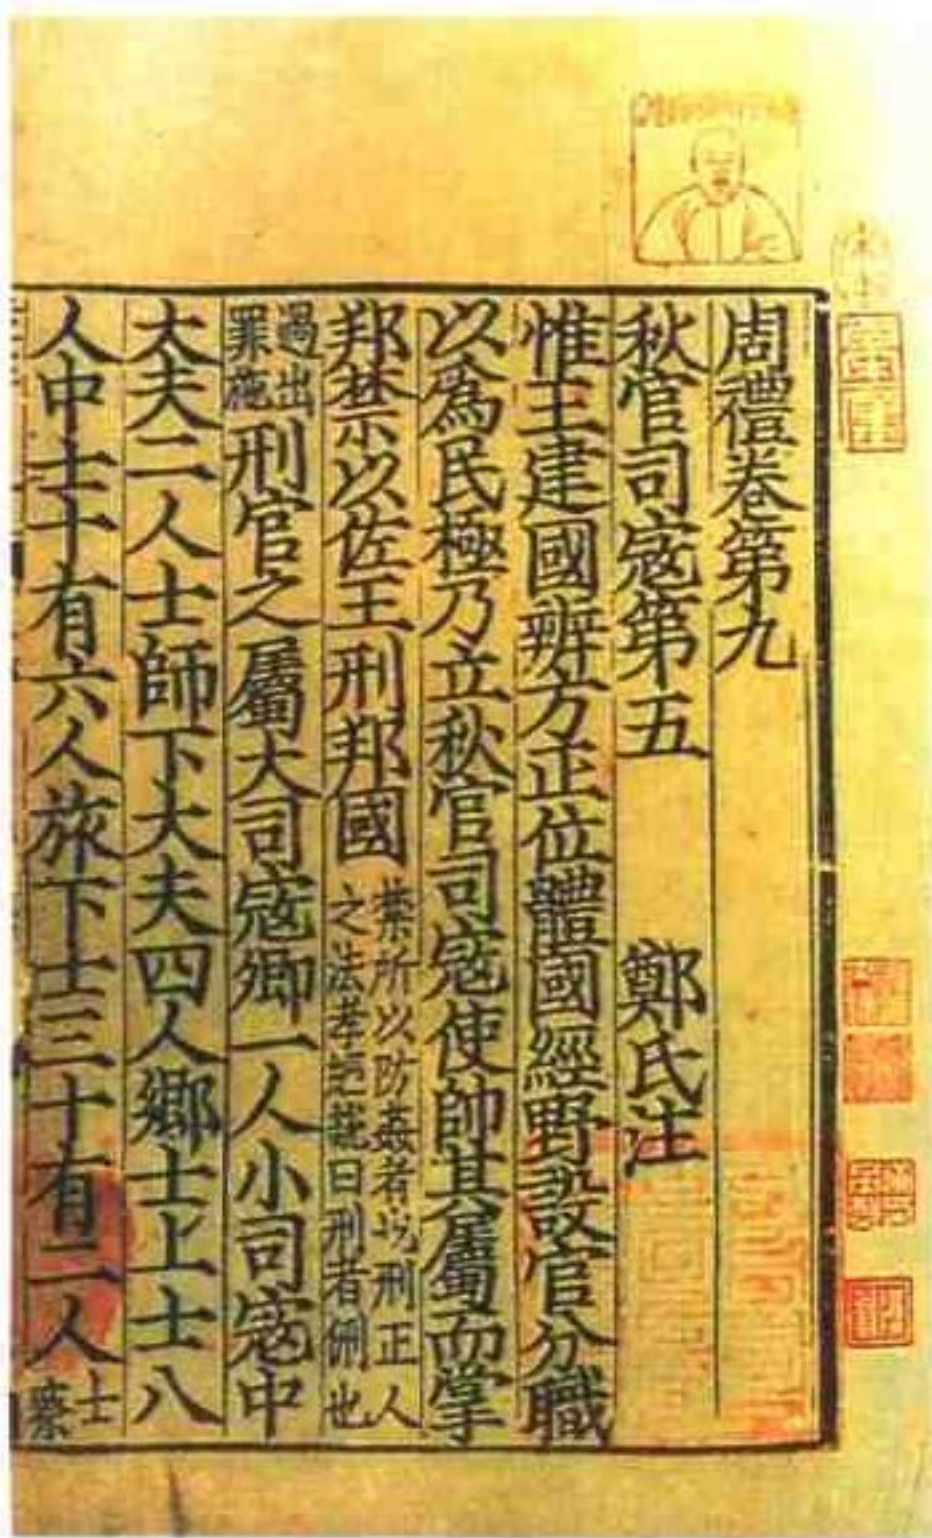 周禮卷第九
秋官司寇第五 鄭氏注
惟王建國辨方正位體國經野設官分職
以爲民極乃立秋官司寇使帥其屬而掌
邦禁以佐王刑邦國
禁所以防姦者也刑正人
之法孝經說曰刑者侀也
過出
罪施
刑官之屬大司寇卿一人小司寇中
大夫二人士師下大夫四人鄉士上士八
人中士十有六人旅下士三十有二人
士
察